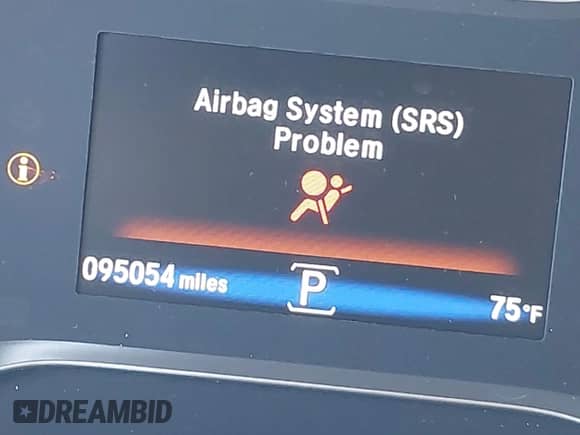 Airbag System (SRS)
Problem
095054 miles P 75°F
DREAMBID